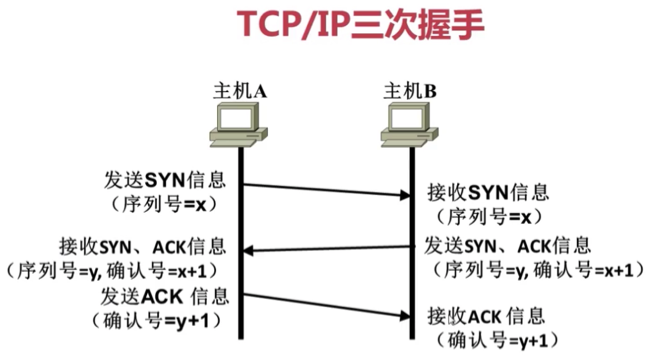 TCP/IP三次握手
主机A
主机B
发送SYN信息
（序列号=x）
接收SYN信息
（序列号=x）
接收SYN、ACK信息
（序列号=y, 确认号=x+1）
发送SYN、ACK信息
（序列号=y, 确认号=x+1）
发送ACK 信息
（确认号=y+1）
接收ACK 信息
（确认号=y+1）